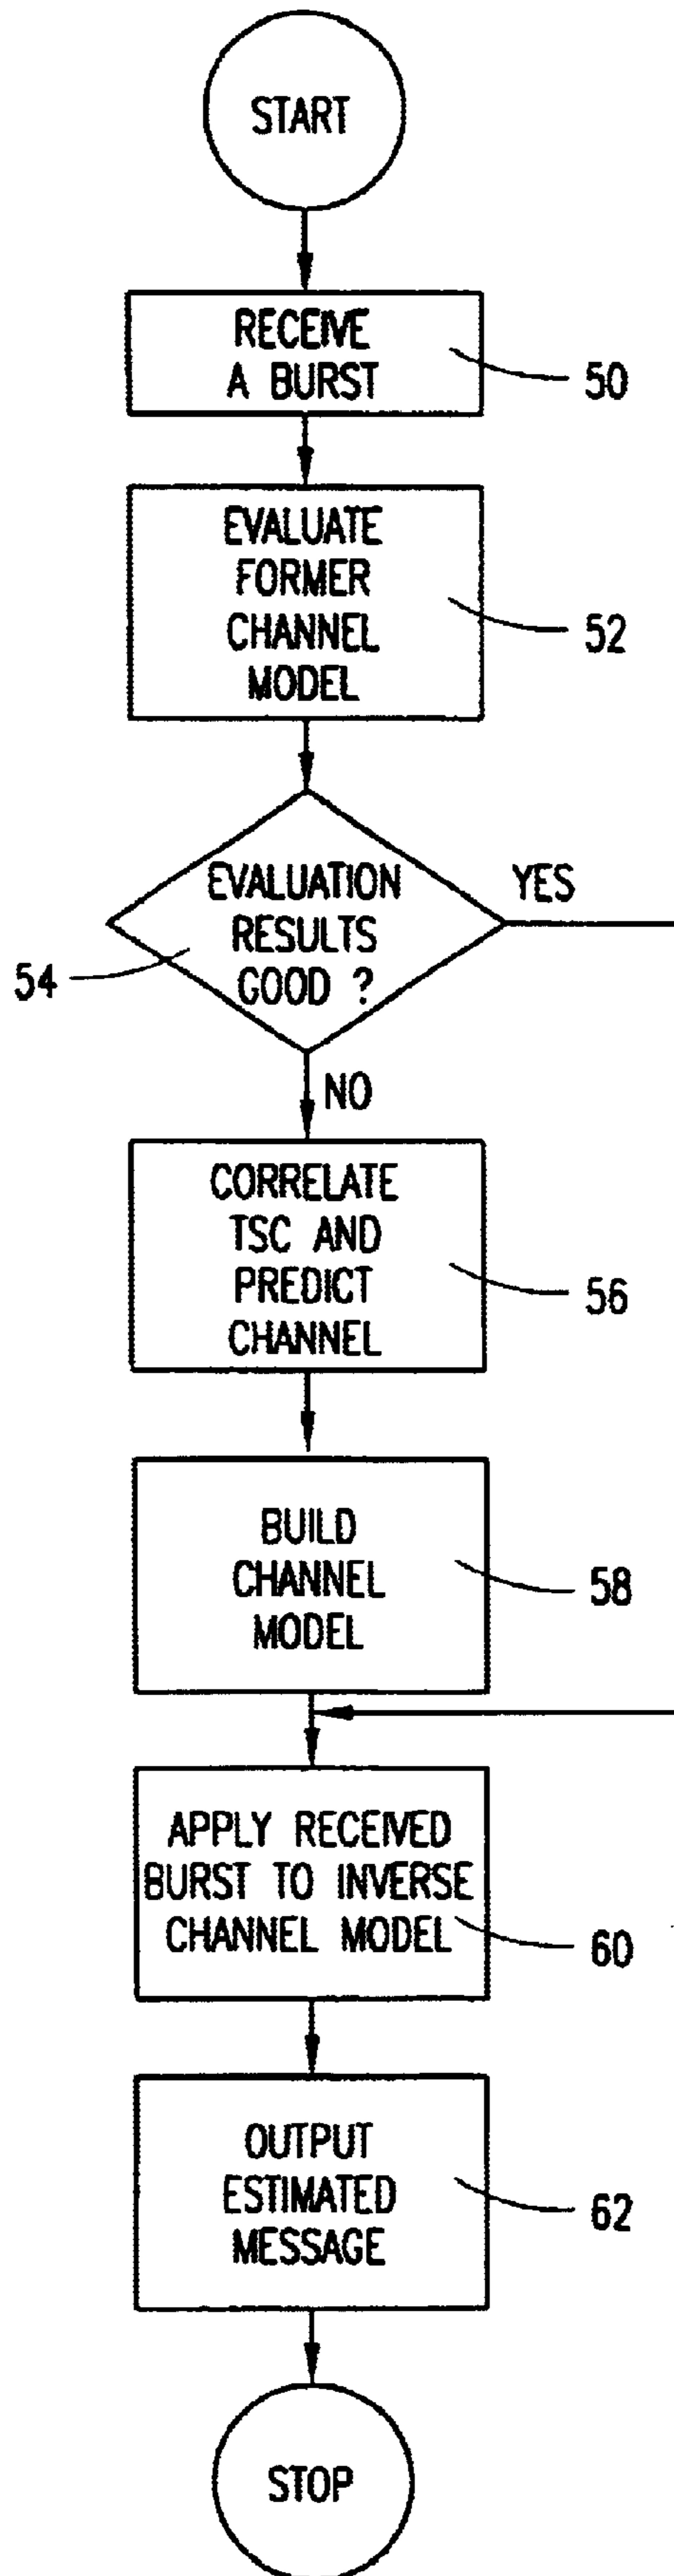 START
RECEIVE
A BURST
50
EVALUATE
FORMER
CHANNEL
MODEL
52
EVALUATION
RESULTS
GOOD ?
YES
54
NO
CORRELATE
TSC AND
PREDICT
CHANNEL
56
BUILD
CHANNEL
MODEL
58
APPLY RECEIVED
BURST TO INVERSE
CHANNEL MODEL
60
OUTPUT
ESTIMATED
MESSAGE
62
STOP